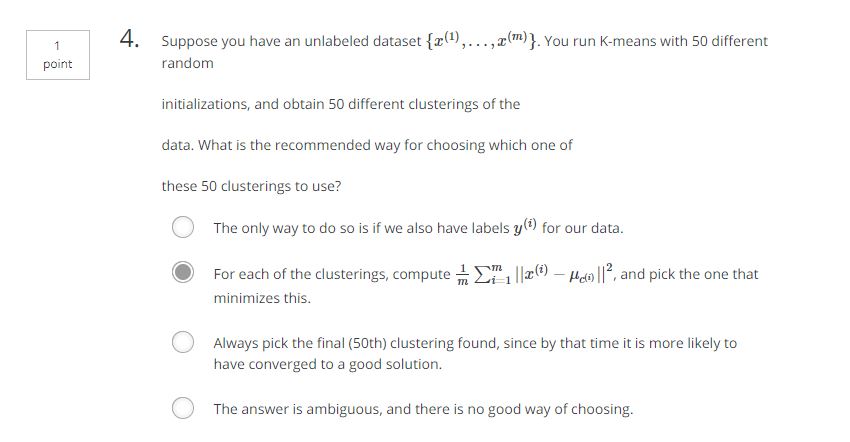 1
point
4.
Suppose you have an unlabeled dataset {x⁽¹⁾,...,x⁽ᵐ⁾}. You run K-means with 50 different
random
initializations, and obtain 50 different clusterings of the
data. What is the recommended way for choosing which one of
these 50 clusterings to use?
The only way to do so is if we also have labels y⁽ⁱ⁾ for our data.
For each of the clusterings, compute \frac{1}{m} \sum_{i=1}^{m} ||x^{(i)} − μ_{c^{(i)}}||^2, and pick the one that
minimizes this.
Always pick the final (50th) clustering found, since by that time it is more likely to
have converged to a good solution.
The answer is ambiguous, and there is no good way of choosing.